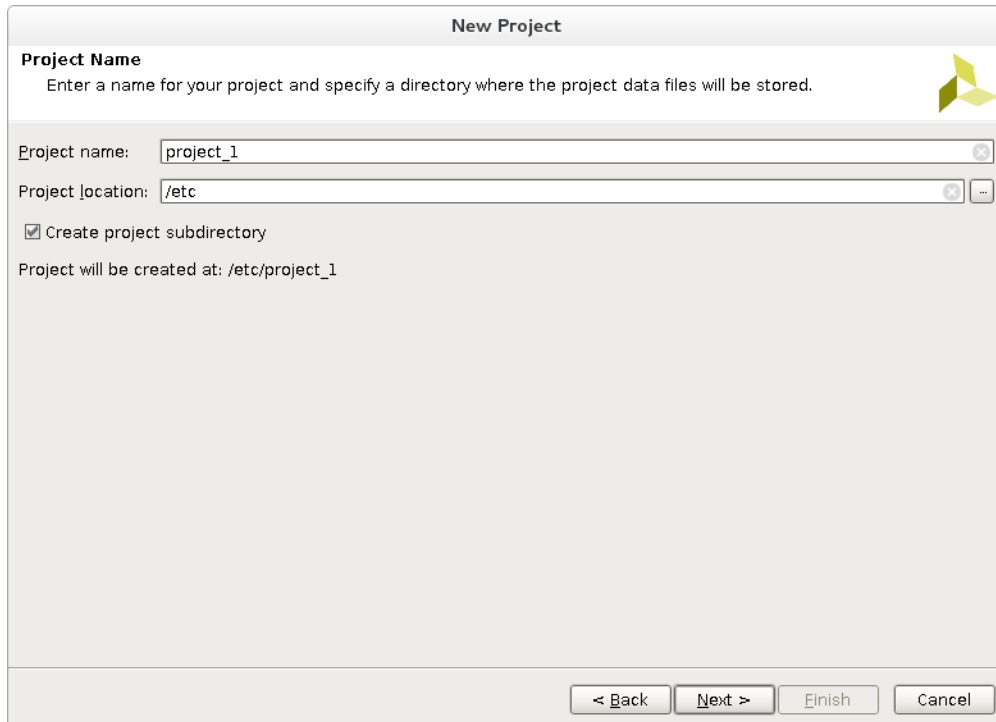 New Project
Project Name
Enter a name for your project and specify a directory where the project data files will be stored.
Project name: project_1
Project location: /etc ...
Create project subdirectory
Project will be created at: /etc/project_1
< Back Next > Finish Cancel